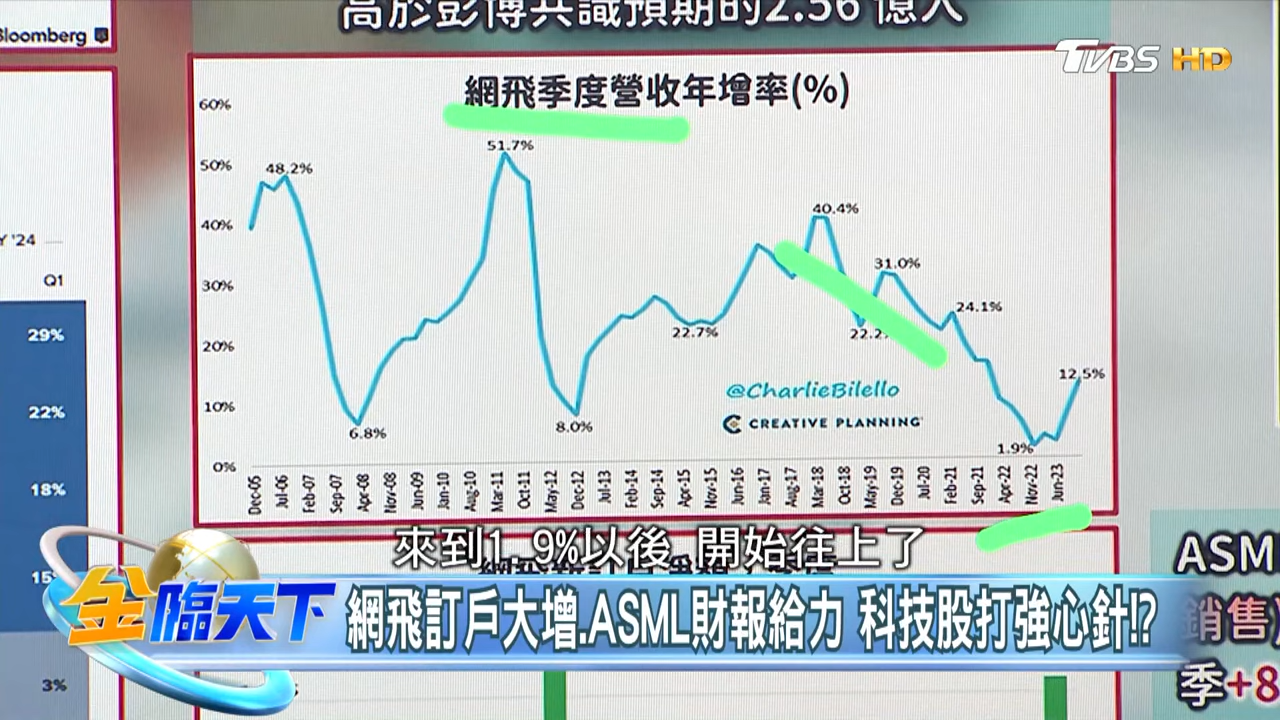 高於彭博共識預期的2.56億人
Bloomberg
TVBS HD
網飛季度營收年增率(%)
60%
50%
40%
30%
20%
10%
0%
48.2%
51.7%
6.8%
8.0%
22.7%
40.4%
31.0%
24.1%
12.5%
1.9%
@CharlieBilello
CREATIVE PLANNING
Dec-05 Jul-06 Feb-07 Sep-07 Apr-08 Nov-08 Jun-09 Jan-10 Aug-10 Mar-11 Oct-11 May-12 Dec-12 Jul-13 Feb-14 Sep-14 Apr-15 Nov-15 Jun-16 Jan-17 Aug-17 Mar-18 Oct-18 May-19 Dec-19 Jul-20 Feb-21 Sep-21 Apr-22 Nov-22 Jun-23
'24
Q1
29%
22%
18%
15
3%
來到1.9%以後 開始往上了
金臨天下
網飛訂戶大增.ASML財報給力 科技股打強心針!?
ASM
銷售
季+8